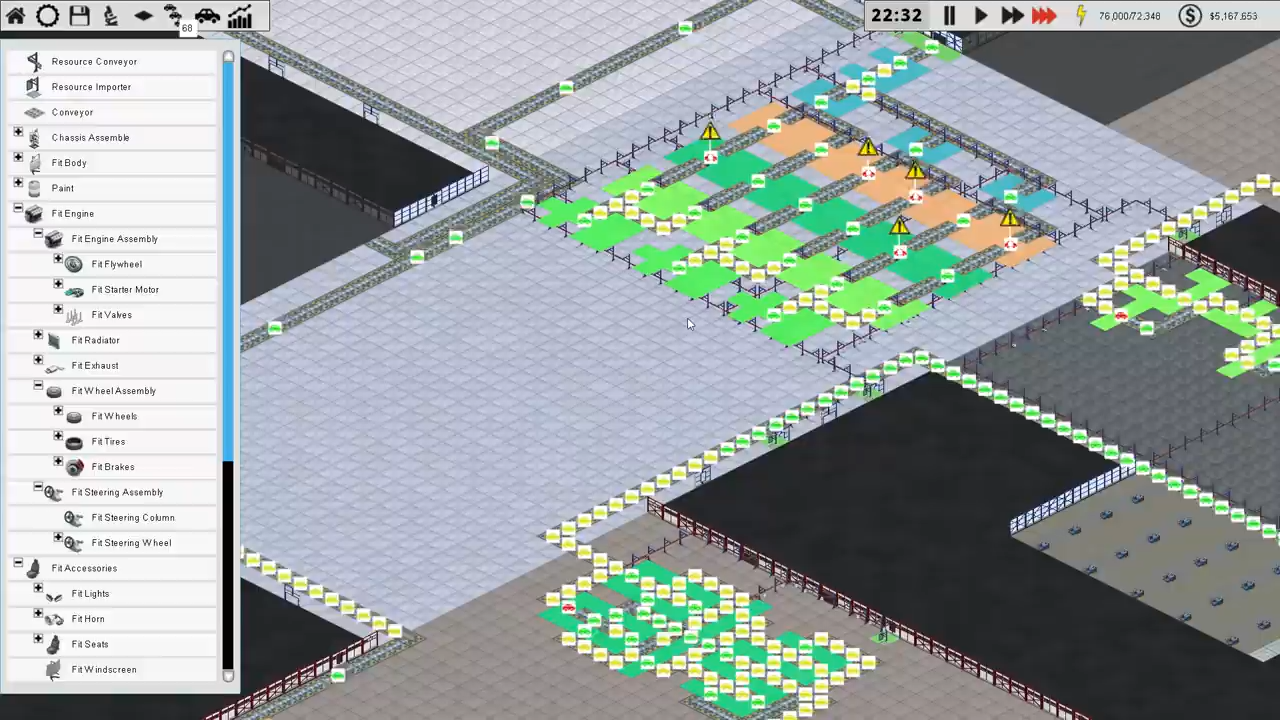 68
22:32
76,000/72,348
$5,167,653
Resource Conveyor
Resource Importer
Conveyor
Chassis Assemble
Fit Body
Paint
Fit Engine
Fit Engine Assembly
Fit Flywheel
Fit Starter Motor
Fit Valves
Fit Radiator
Fit Exhaust
Fit Wheel Assembly
Fit Wheels
Fit Tires
Fit Brakes
Fit Steering Assembly
Fit Steering Column
Fit Steering Wheel
Fit Accessories
Fit Lights
Fit Horn
Fit Seats
Fit Windscreen